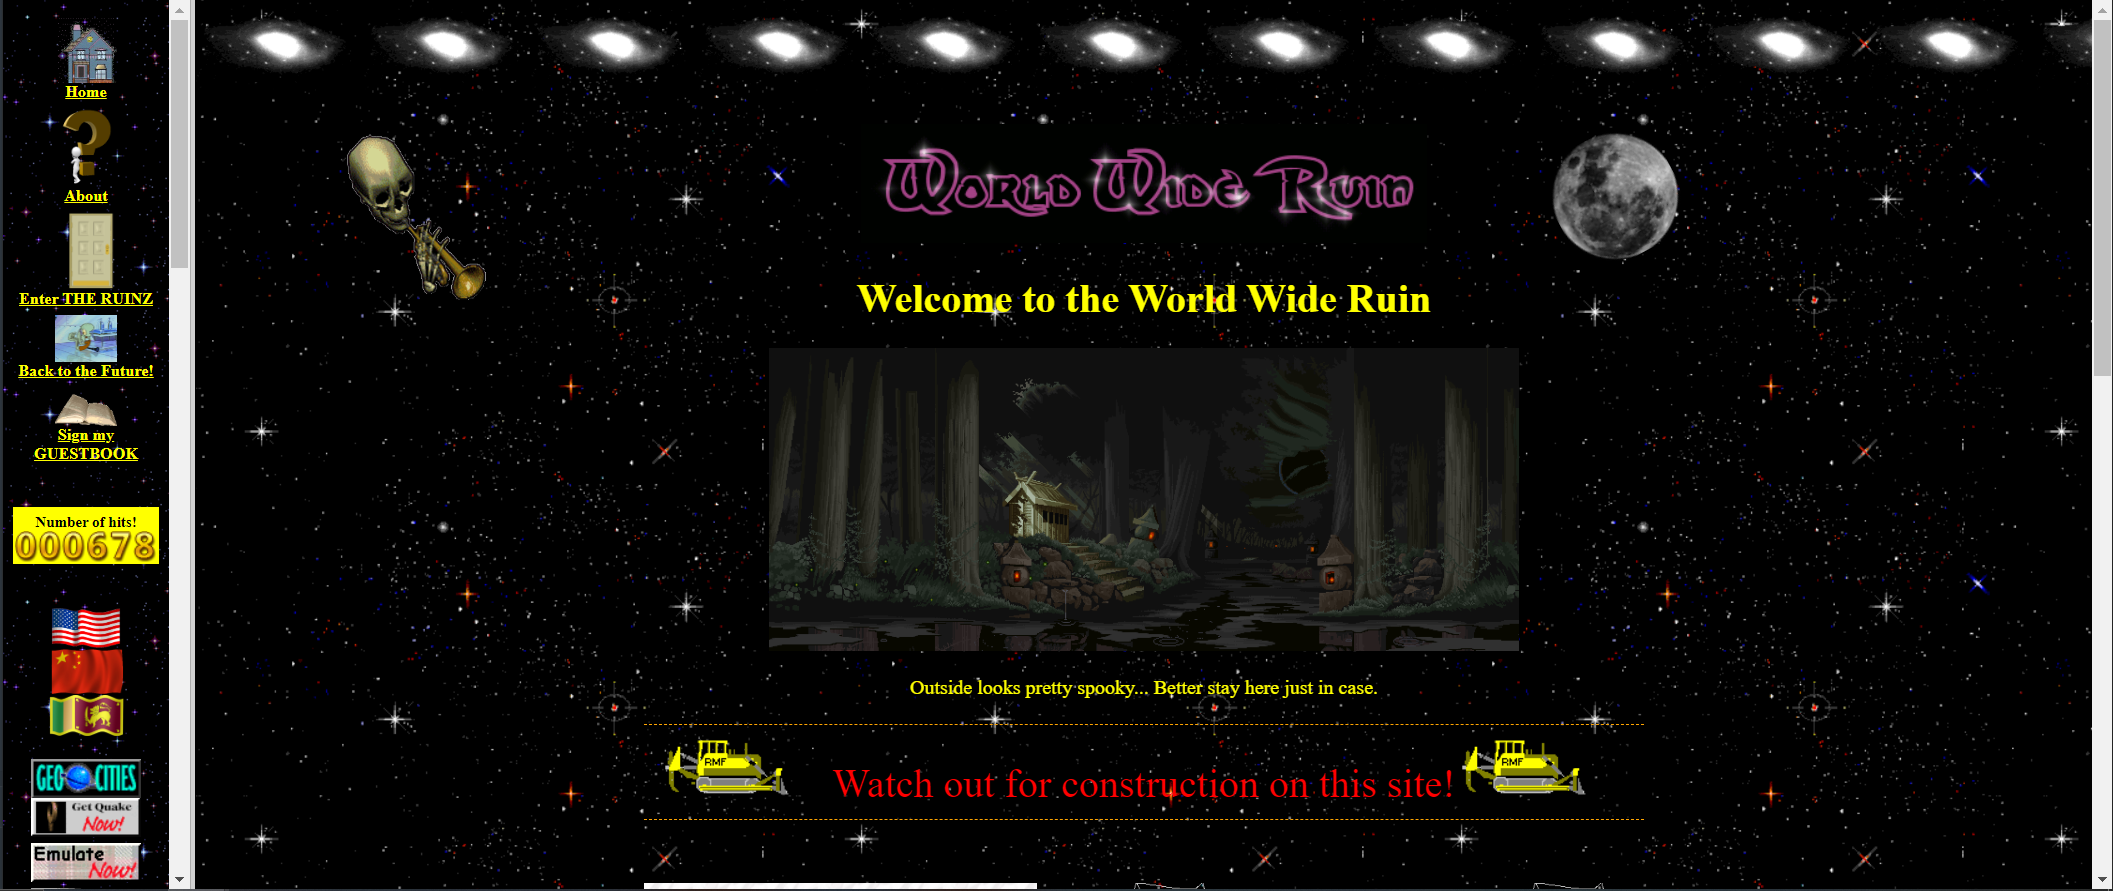 Home
About
Enter THE RUINZ
Back to the Future!
Sign my
GUESTBOOK
Number of hits!
000678
GEOCITIES
Get Quake
Now!
Emulate
Now!
World Wide Ruin
Welcome to the World Wide Ruin
Outside looks pretty spooky... Better stay here just in case.
RMF
Watch out for construction on this site!
RMF